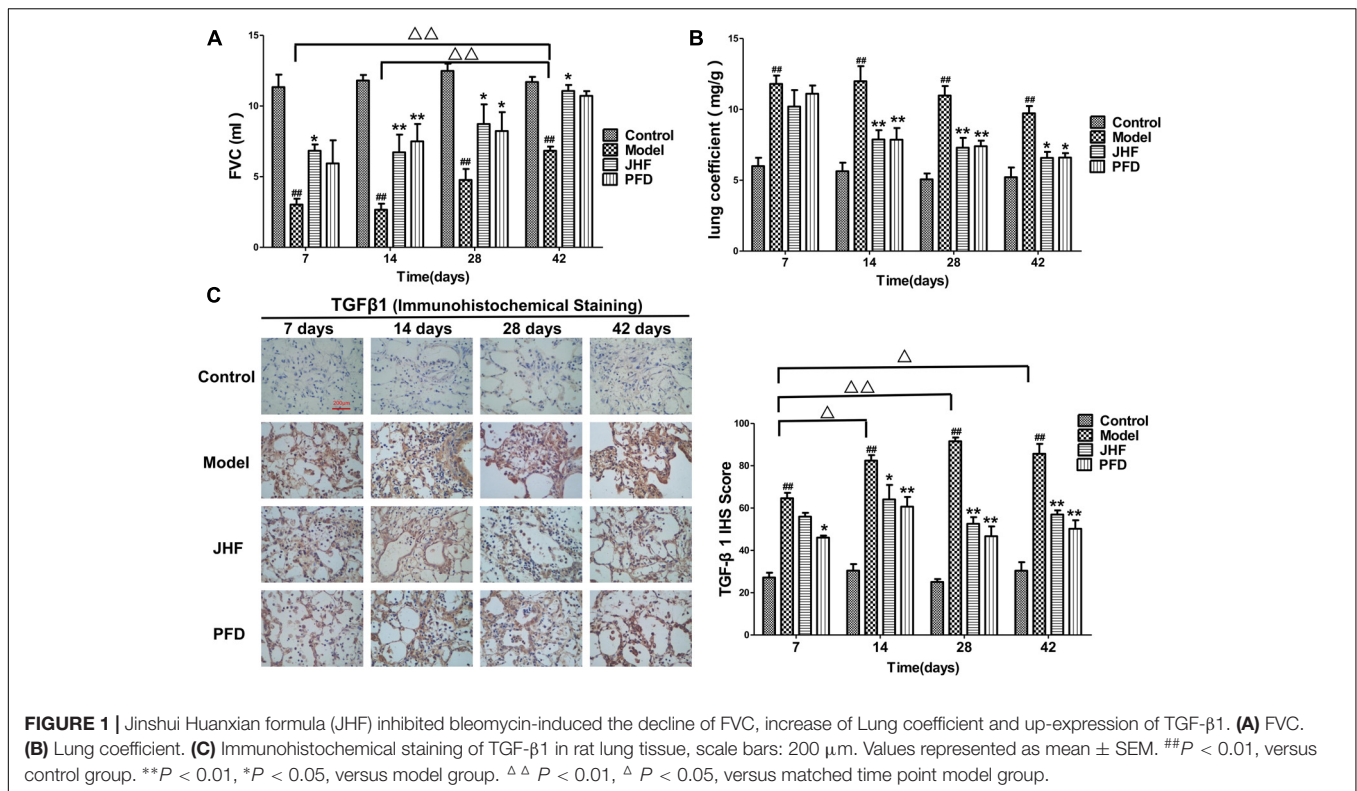 A
△△
△△
15
10
5
0
FVC (ml)
##
*
##
**
**
##
*
*
##
*
7
14
28
42
Time(days)
Control
Model
JHF
PFD
B
15
10
5
0
lung coefficient (mg/g)
##
##
**
**
##
**
**
##
*
*
7
14
28
42
Time(days)
Control
Model
JHF
PFD
C
TGFβ1 (Immunohistochemical Staining)
7 days 14 days 28 days 42 days
Control
200μm
Model
JHF
PFD
△
△△
△
100
80
60
40
20
0
TGF-β 1 IHS Score
##
*
##
*
**
##
**
**
##
**
**
7
14
28
42
Time(days)
Control
Model
JHF
PFD
FIGURE 1 | Jinshui Huanxian formula (JHF) inhibited bleomycin-induced the decline of FVC, increase of Lung coefficient and up-expression of TGF-β1. (A) FVC.
(B) Lung coefficient. (C) Immunohistochemical staining of TGF-β1 in rat lung tissue, scale bars: 200 μm. Values represented as mean ± SEM. ##P < 0.01, versus
control group. **P < 0.01, *P < 0.05, versus model group. △△ P < 0.01, △ P < 0.05, versus matched time point model group.